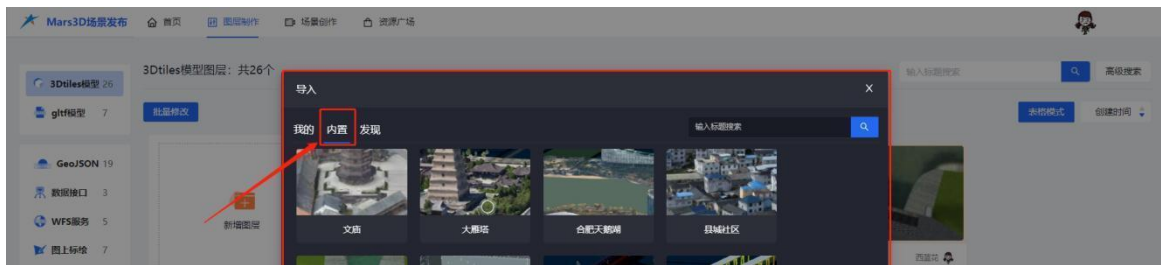 Mars3D场景发布 首页 图层制作 场景创作 资源广场
3Dtiles模型 26
3Dtiles模型图层：共26个
输入标题搜索 高级搜索
gltf模型 7
批量修改
表格模式 创建时间
导入 X
我的 内置 发现
输入标题搜索
GeoJSON 19
数据接口 3
WFS服务 5
图上标绘 7
新增图层
文庙 大雁塔 合肥天鹅湖 县城社区
西蓝花